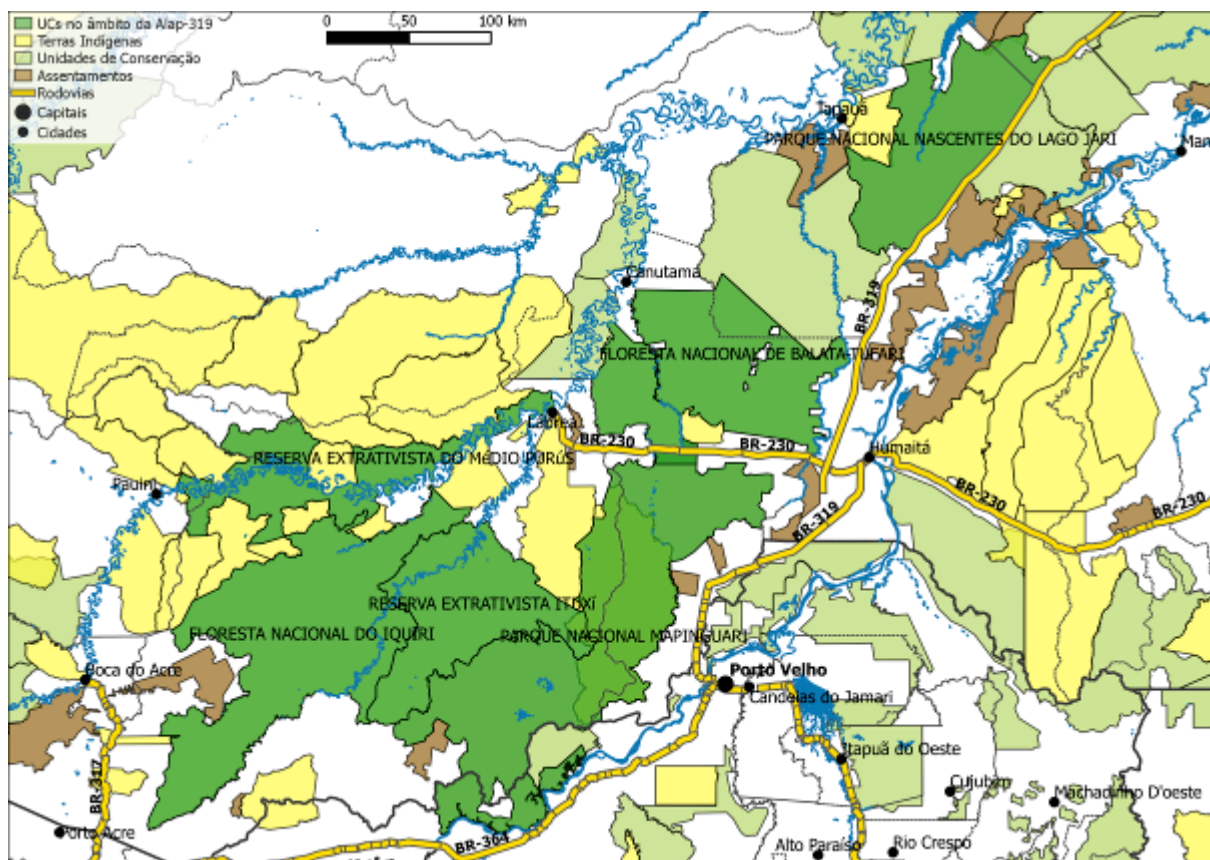 UCs no âmbito da Alap-319
Terras Indígenas
Unidades de Conservação
Assentamentos
Rodovias
Capitais
Cidades
0 50 100 km
Tapauá
PARQUE NACIONAL NASCENTES DO LAGO JARI
Man
Canutama
BR-319
FLORESTA NACIONAL DE BALATA-TUFARI
Lábrea
BR-230
BR-230
Humaitá
RESERVA EXTRATIVISTA DO MéDIO PURúS
Pauini
BR-230
BR-230
BR-319
RESERVA EXTRATIVISTA ITUXí
FLORESTA NACIONAL DO IQUIRI
PARQUE NACIONAL MAPINGUARI
Boca do Acre
Porto Velho
Candeias do Jamari
Itapuã do Oeste
BR-317
Cujubim
Machadinho D'oeste
Porto Acre
BR-364
Alto Paraíso
Rio Crespo